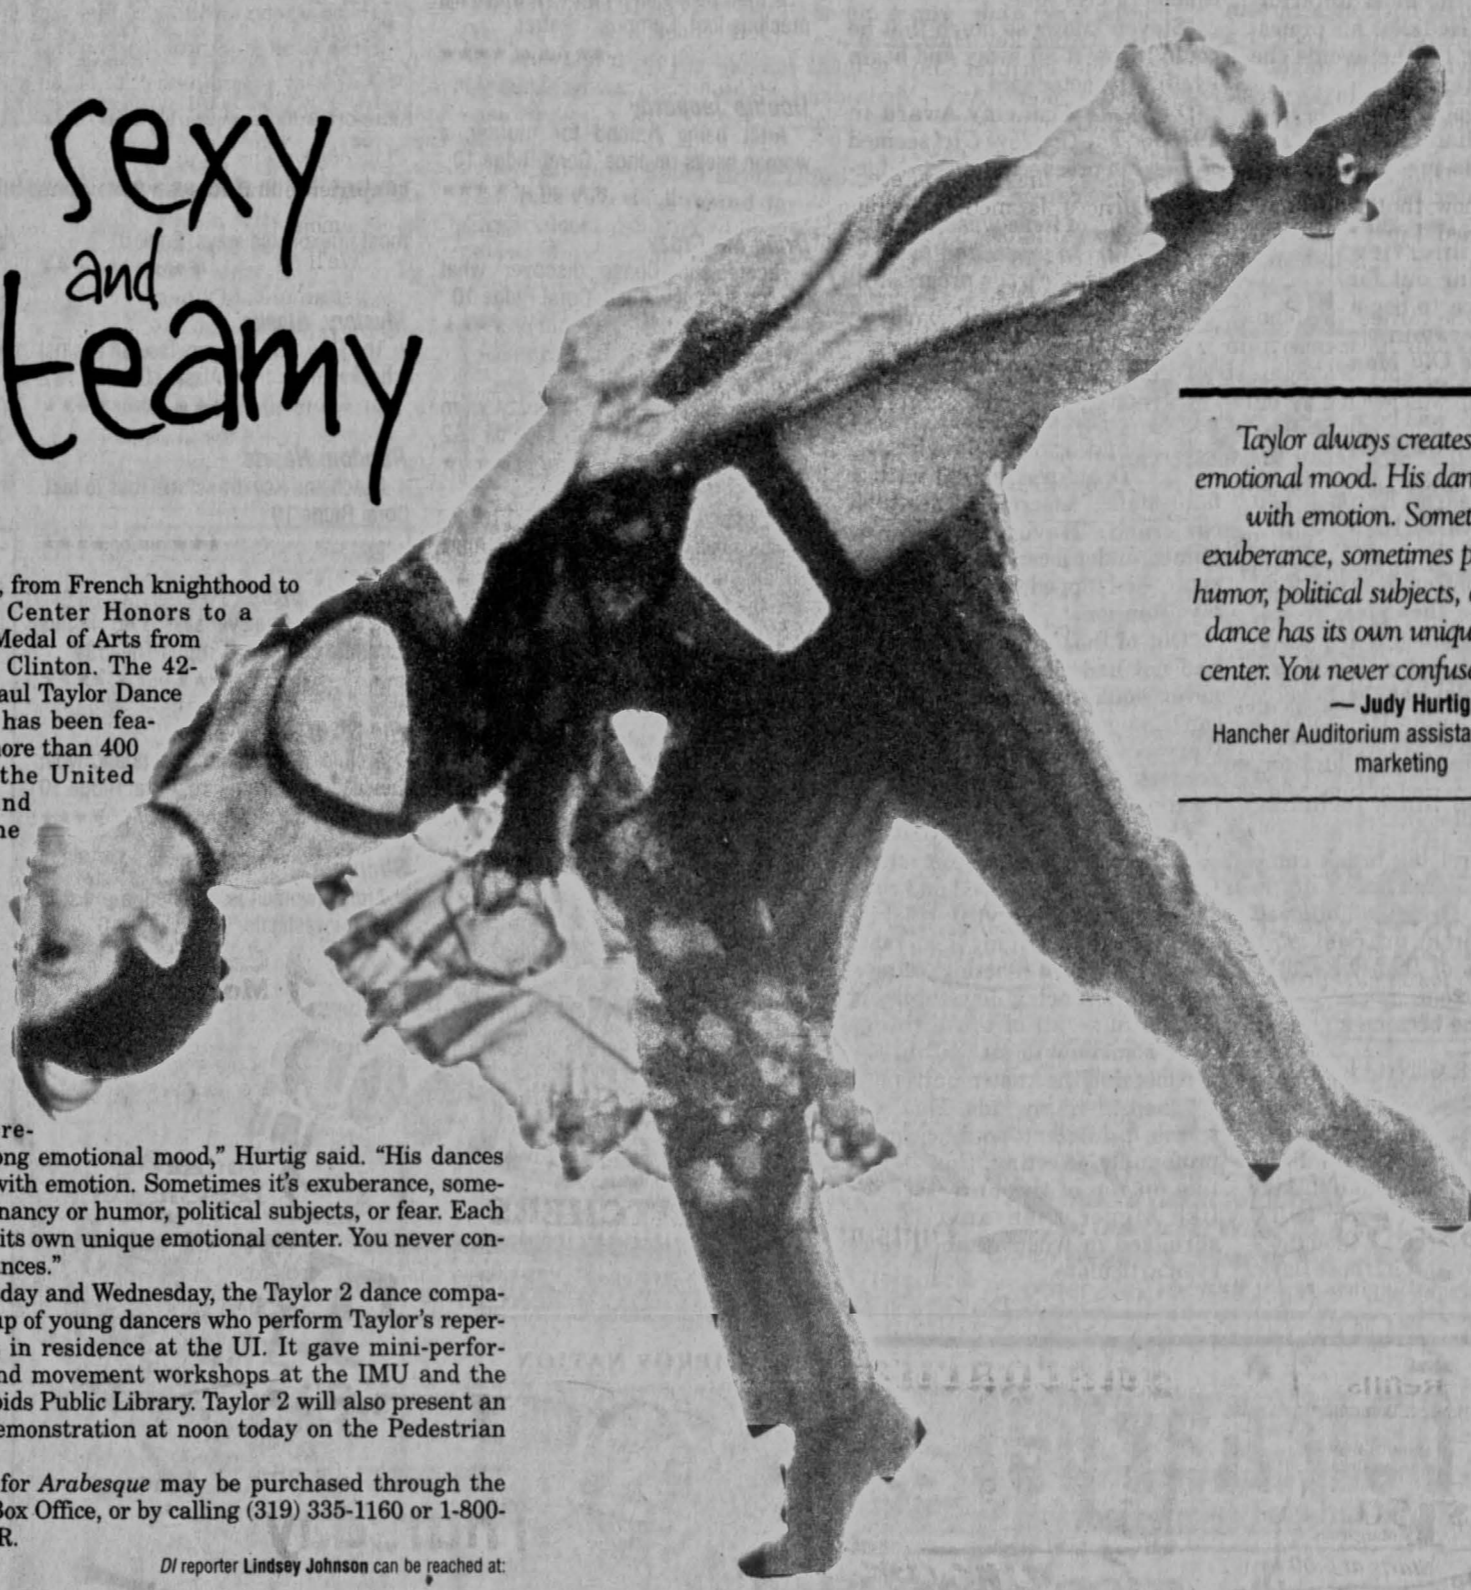 sexy
and
teamy
, from French knighthood to
Center Honors to a
Medal of Arts from
Clinton. The 42-
aul Taylor Dance
has been fea-
ore than 400
the United
nd
ne
re-
ong emotional mood,” Hurtig said. “His dances
with emotion. Sometimes it’s exuberance, some-
nancy or humor, political subjects, or fear. Each
its own unique emotional center. You never con-
nces.”
day and Wednesday, the Taylor 2 dance compa-
up of young dancers who perform Taylor’s reper-
in residence at the UI. It gave mini-perfor-
nd movement workshops at the IMU and the
pids Public Library. Taylor 2 will also present an
emonstration at noon today on the Pedestrian
for Arabesque may be purchased through the
Box Office, or by calling (319) 335-1160 or 1-800-
R.
DI reporter Lindsey Johnson can be reached at:
Taylor always creates
emotional mood. His dan
with emotion. Somet
exuberance, sometimes p
humor, political subjects,
dance has its own uniqu
center. You never confuse
— Judy Hurtig
Hancher Auditorium assista
marketing